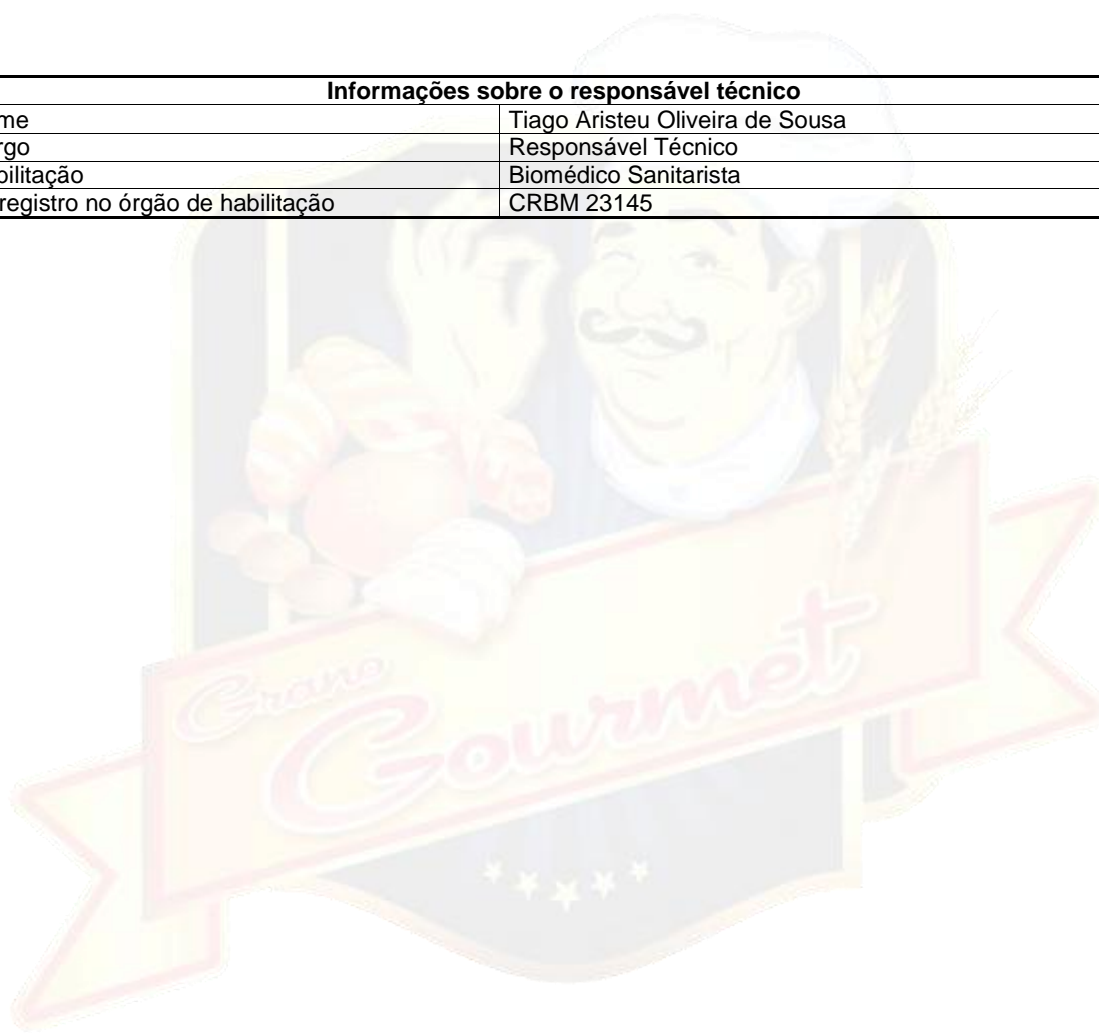 Informações sobre o responsável técnico
me Tiago Aristeu Oliveira de Sousa
rgo Responsável Técnico
bilitação Biomédico Sanitarista
registro no órgão de habilitação CRBM 23145
Grano
Gourmet